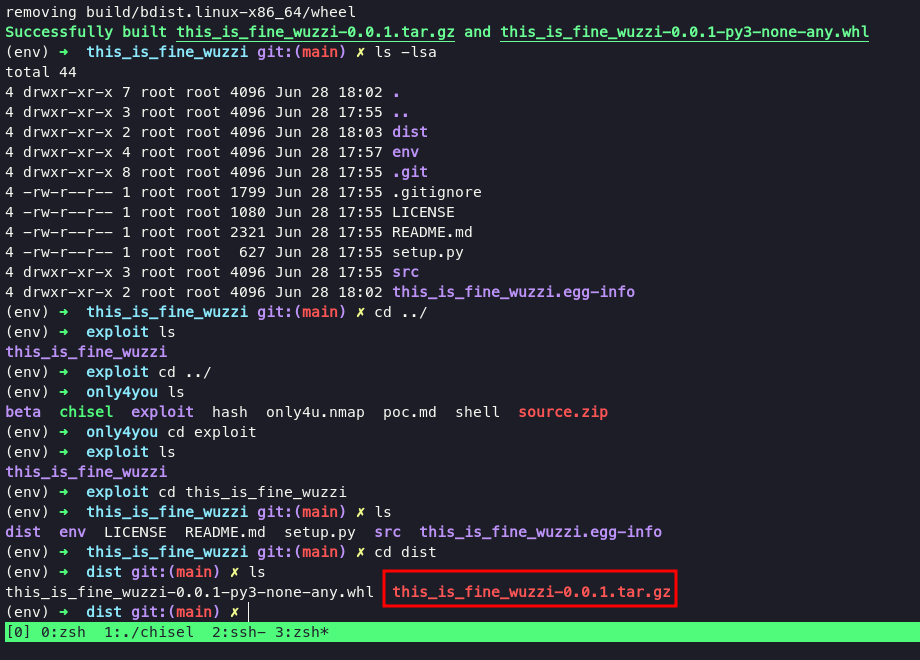 removing build/bdist.linux-x86_64/wheel
Successfully built this_is_fine_wuzzi-0.0.1.tar.gz and this_is_fine_wuzzi-0.0.1-py3-none-any.whl
(env) ➜  this_is_fine_wuzzi git:(main) ✗ ls -lsa
total 44
4 drwxr-xr-x 7 root root 4096 Jun 28 18:02 .
4 drwxr-xr-x 3 root root 4096 Jun 28 17:55 ..
4 drwxr-xr-x 2 root root 4096 Jun 28 18:03 dist
4 drwxr-xr-x 4 root root 4096 Jun 28 17:57 env
4 drwxr-xr-x 8 root root 4096 Jun 28 17:55 .git
4 -rw-r--r-- 1 root root 1799 Jun 28 17:55 .gitignore
4 -rw-r--r-- 1 root root 1080 Jun 28 17:55 LICENSE
4 -rw-r--r-- 1 root root 2321 Jun 28 17:55 README.md
4 -rw-r--r-- 1 root root  627 Jun 28 17:55 setup.py
4 drwxr-xr-x 3 root root 4096 Jun 28 17:55 src
4 drwxr-xr-x 2 root root 4096 Jun 28 18:02 this_is_fine_wuzzi.egg-info
(env) ➜  this_is_fine_wuzzi git:(main) ✗ cd ../
(env) ➜  exploit ls
this_is_fine_wuzzi
(env) ➜  exploit cd ../
(env) ➜  only4you ls
beta  chisel  exploit  hash  only4u.nmap  poc.md  shell  source.zip
(env) ➜  only4you cd exploit
(env) ➜  exploit ls
this_is_fine_wuzzi
(env) ➜  exploit cd this_is_fine_wuzzi
(env) ➜  this_is_fine_wuzzi git:(main) ✗ ls
dist  env  LICENSE  README.md  setup.py  src  this_is_fine_wuzzi.egg-info
(env) ➜  this_is_fine_wuzzi git:(main) ✗ cd dist
(env) ➜  dist git:(main) ✗ ls
this_is_fine_wuzzi-0.0.1-py3-none-any.whl  this_is_fine_wuzzi-0.0.1.tar.gz
(env) ➜  dist git:(main) ✗
[0] 0:zsh  1:./chisel  2:ssh- 3:zsh*